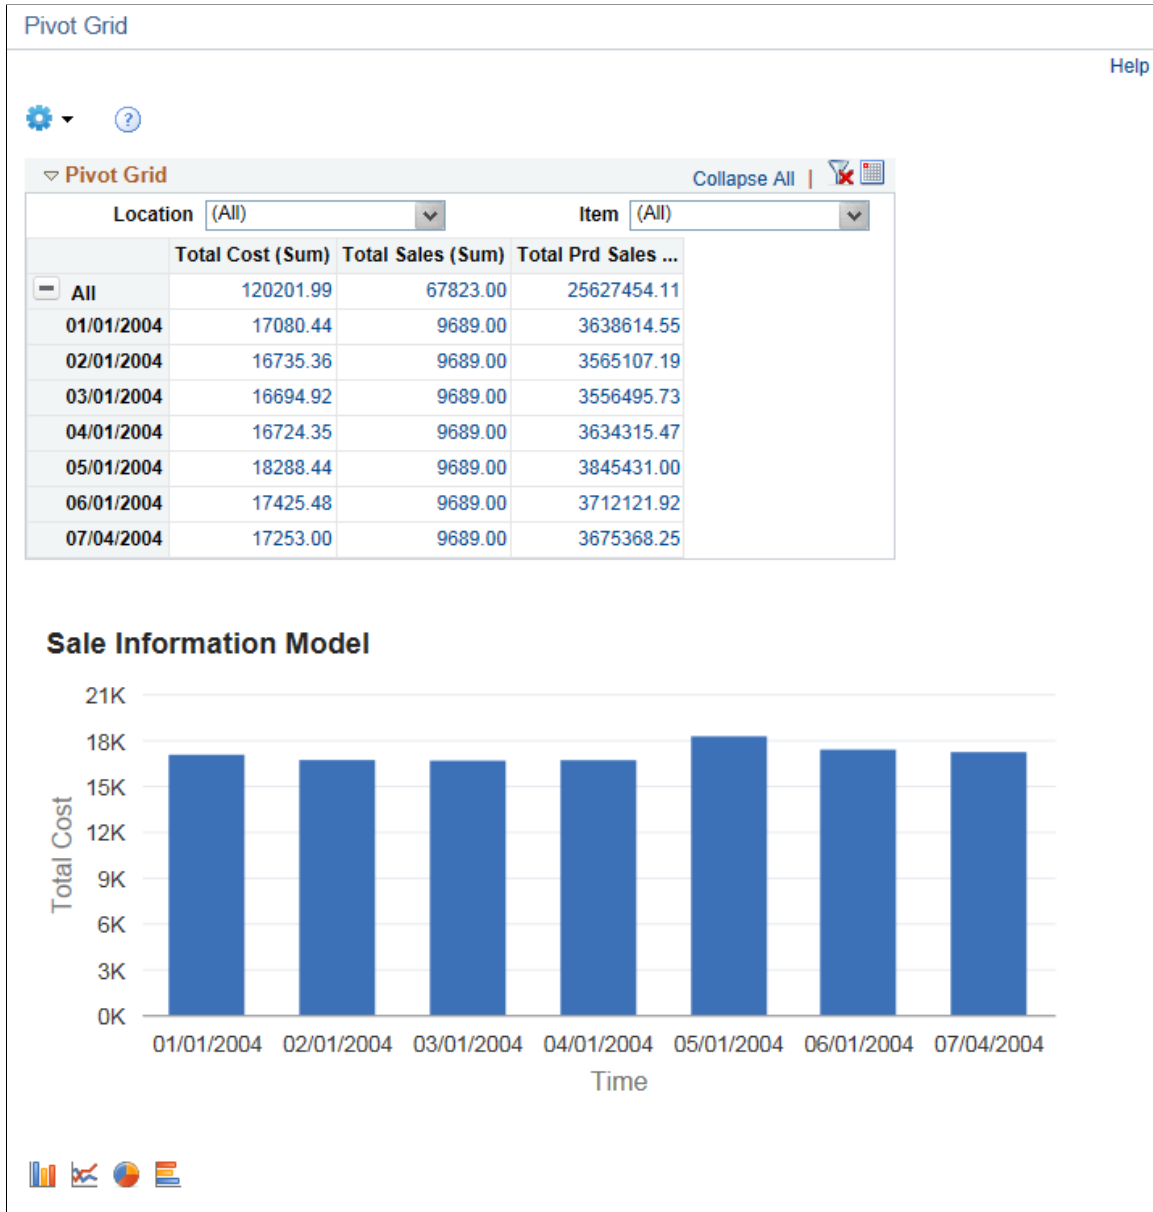 Pivot Grid
Help
?
Pivot Grid Collapse All |
Location (All) Item (All)
Total Cost (Sum) Total Sales (Sum) Total Prd Sales ...
All 120201.99 67823.00 25627454.11
01/01/2004 17080.44 9689.00 3638614.55
02/01/2004 16735.36 9689.00 3565107.19
03/01/2004 16694.92 9689.00 3556495.73
04/01/2004 16724.35 9689.00 3634315.47
05/01/2004 18288.44 9689.00 3845431.00
06/01/2004 17425.48 9689.00 3712121.92
07/04/2004 17253.00 9689.00 3675368.25
Sale Information Model
21K
18K
15K
12K
9K
6K
3K
0K
Total Cost
01/01/2004 02/01/2004 03/01/2004 04/01/2004 05/01/2004 06/01/2004 07/04/2004
Time